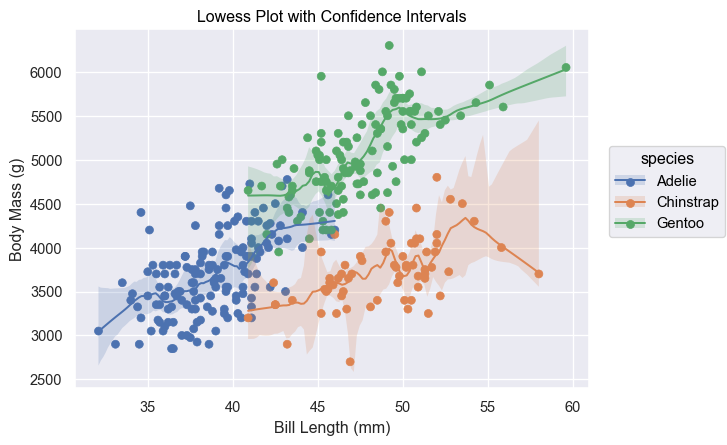 Lowess Plot with Confidence Intervals
Body Mass (g)
6000
5500
5000
4500
4000
3500
3000
2500
35 40 45 50 55 60
Bill Length (mm)
species
Adelie
Chinstrap
Gentoo